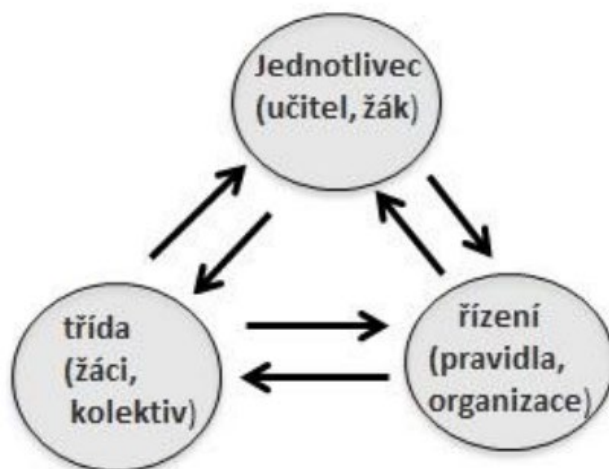 Jednotlivec
(učitel, žák)
třída
(žáci,
kolektiv)
řízení
(pravidla,
organizace)